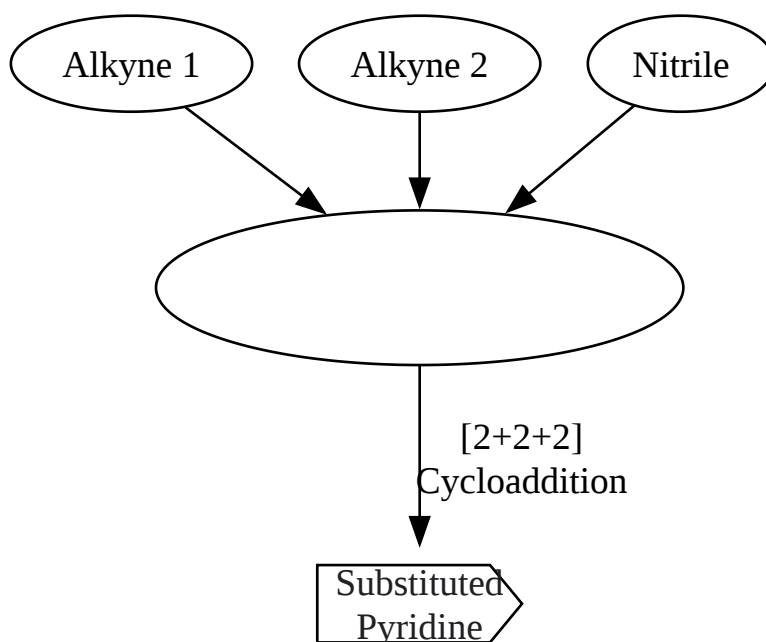 Alkyne 1
Alkyne 2
Nitrile
[2+2+2]
Cycloaddition
Substituted
Pyridine